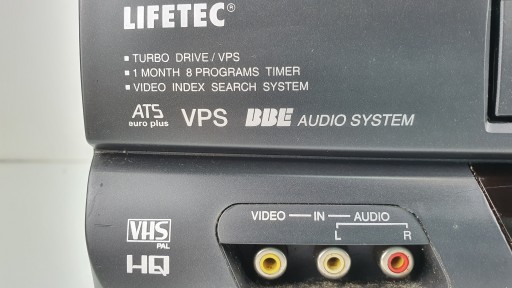 LIFETEC®
TURBO DRIVE / VPS
1 MONTH 8 PROGRAMS TIMER
VIDEO INDEX SEARCH SYSTEM
ATS euro plus VPS BBE AUDIO SYSTEM
VIDEO — IN — AUDIO
L R
VHS
PAL
HQ